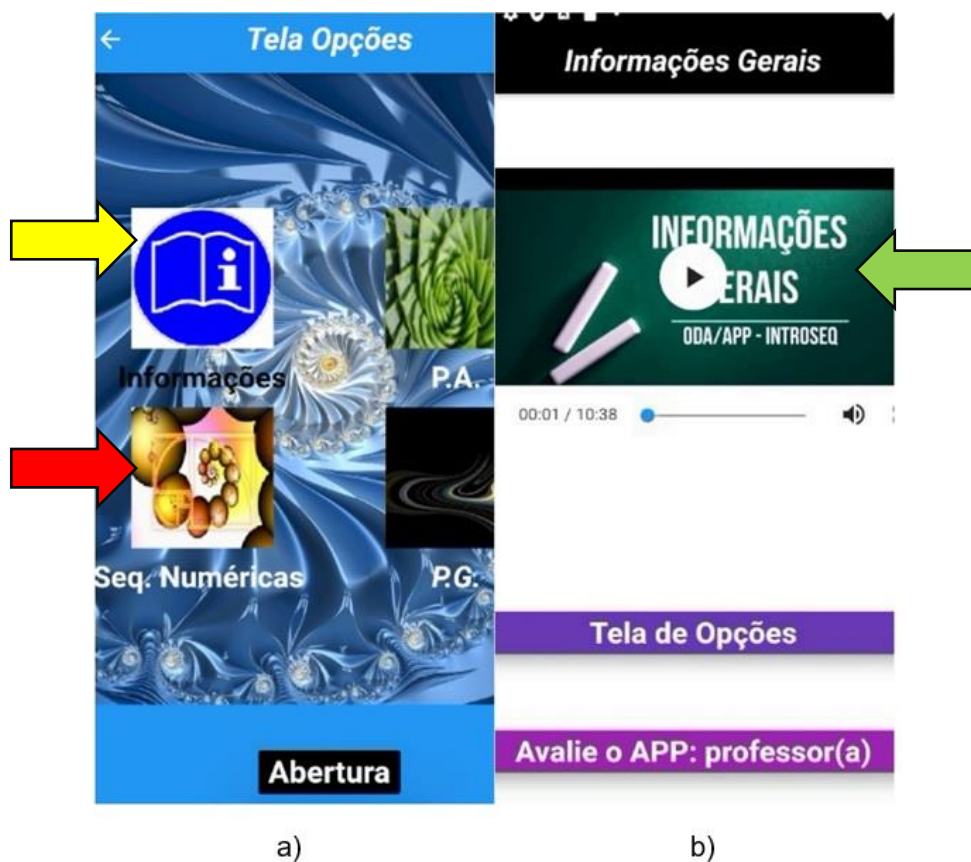 Tela Opções
Informações
P.A.
Seq. Numéricas
P.G.
Abertura
a)
Informações Gerais
INFORMAÇÕES
GERAIS
ODA/APP - INTROSEQ
00:01 / 10:38
Tela de Opções
Avalie o APP: professor(a)
b)